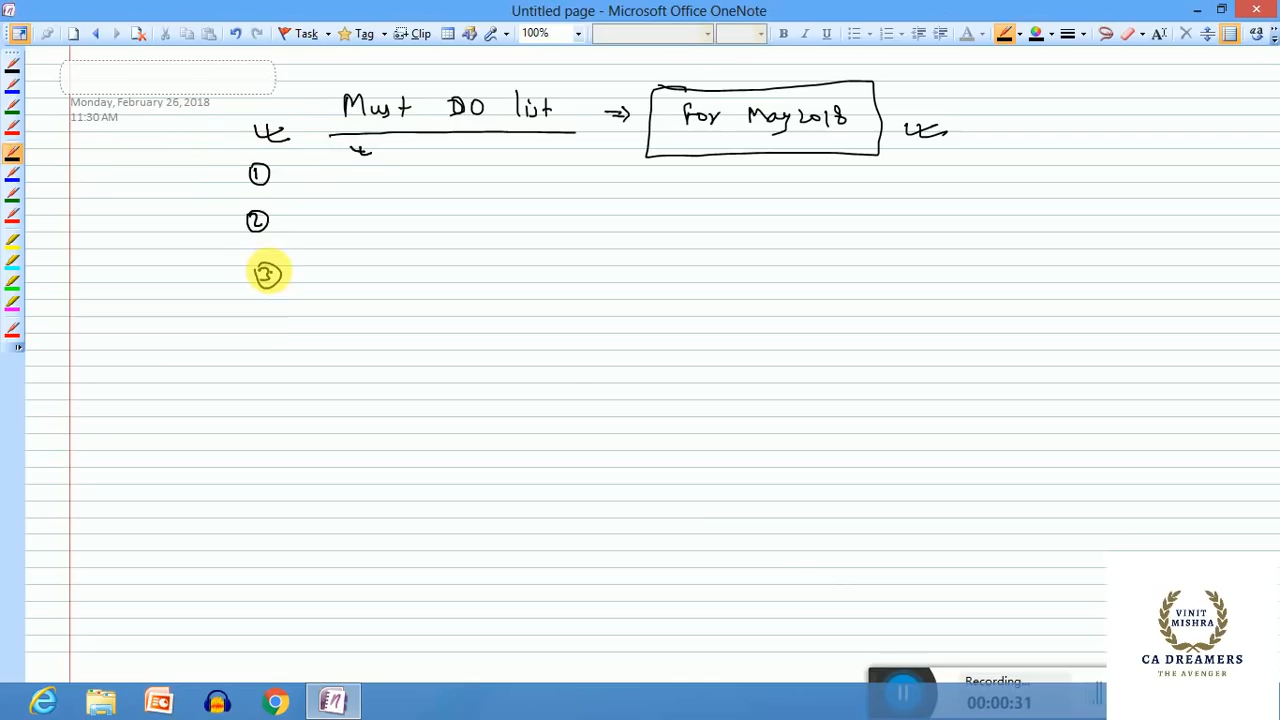 Untitled page - Microsoft Office OneNote
Task Tag Clip 100% B I U
Monday, February 26, 2018
11:30 AM
Must DO list ⇒ For May 2018
①
②
③
VINIT
MISHRA
CA DREAMERS
THE AVENGER
Recording...
00:00:31